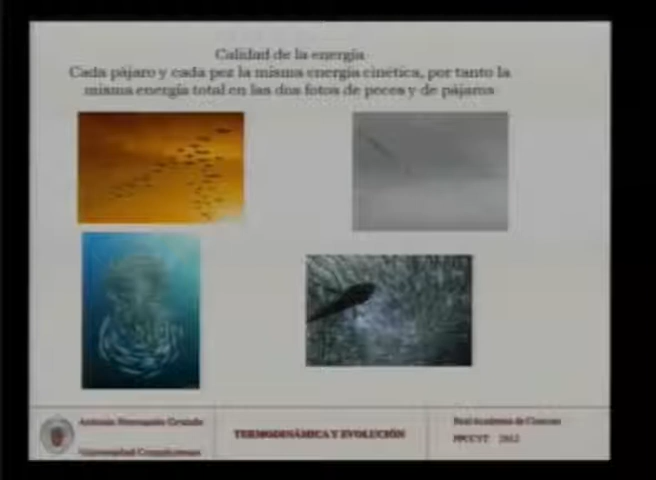 Calidad de la energía
Cada pájaro y cada pez la misma energía cinética, por tanto la
misma energía total en las dos fotos de peces y de pájaros
Antonio Hernando Grande
Universidad Complutense
TERMODINÁMICA Y EVOLUCIÓN
Real Academia de Ciencias
PPCCYT 2012